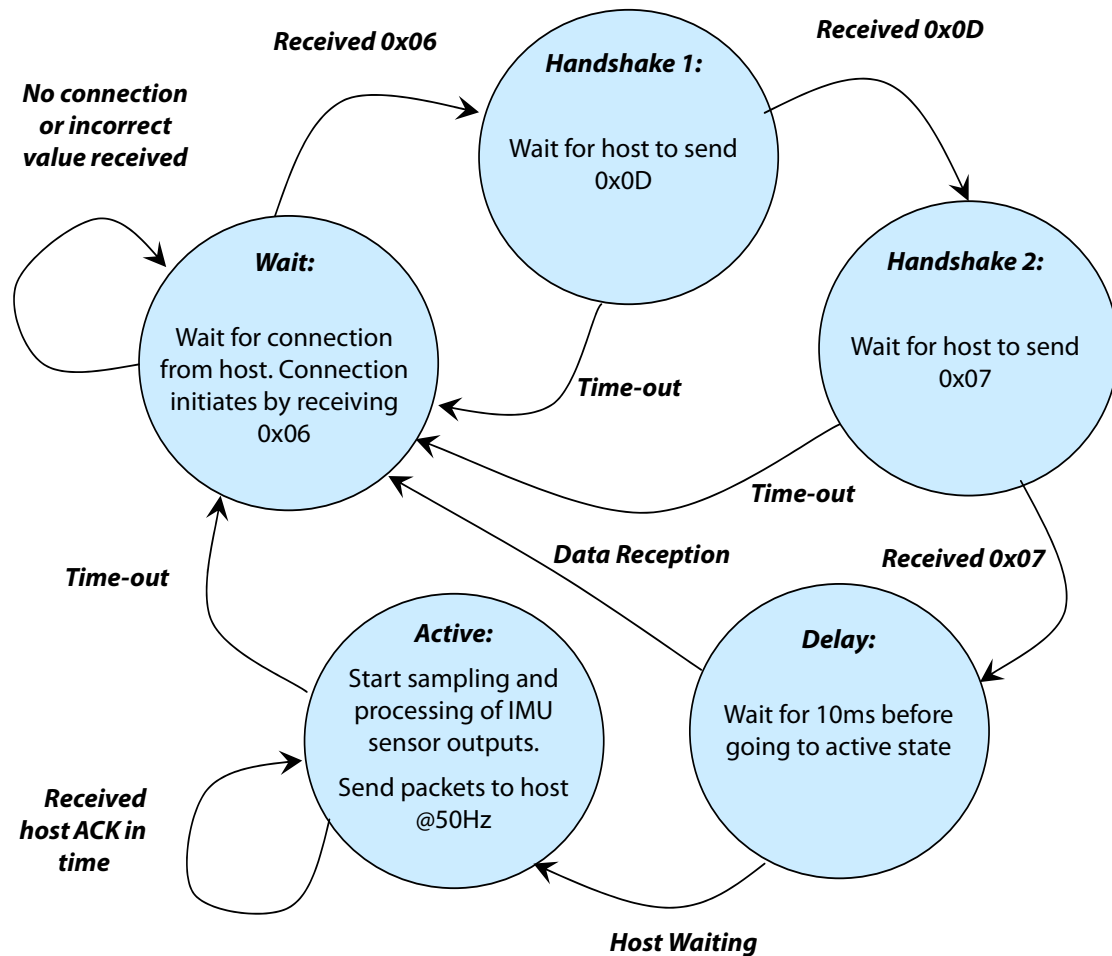 Received 0x06
Received 0x0D
No connection
or incorrect
value received
Handshake 1:
Wait for host to send
0x0D
Handshake 2:
Wait for host to send
0x07
Wait:
Wait for connection
from host. Connection
initiates by receiving
0x06
Time-out
Time-out
Data Reception
Received 0x07
Time-out
Active:
Start sampling and
processing of IMU
sensor outputs.
Send packets to host
@50Hz
Delay:
Wait for 10ms before
going to active state
Received
host ACK in
time
Host Waiting